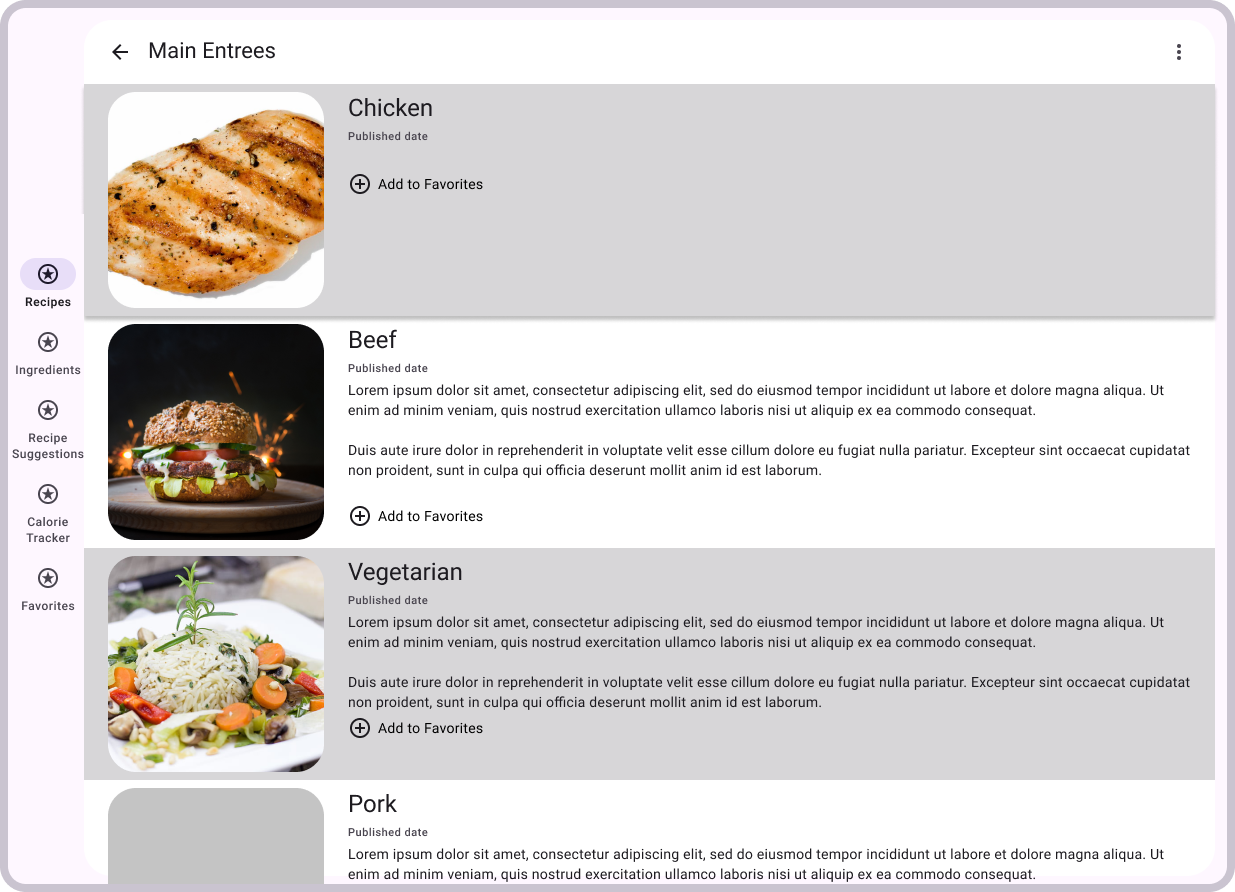 Main Entrees
Recipes
Ingredients
Recipe
Suggestions
Calorie
Tracker
Favorites
Chicken
Published date
Add to Favorites
Beef
Published date
Lorem ipsum dolor sit amet, consectetur adipiscing elit, sed do eiusmod tempor incididunt ut labore et dolore magna aliqua. Ut
enim ad minim veniam, quis nostrud exercitation ullamco laboris nisi ut aliquip ex ea commodo consequat.
Duis aute irure dolor in reprehenderit in voluptate velit esse cillum dolore eu fugiat nulla pariatur. Excepteur sint occaecat cupidatat
non proident, sunt in culpa qui officia deserunt mollit anim id est laborum.
Add to Favorites
Vegetarian
Published date
Lorem ipsum dolor sit amet, consectetur adipiscing elit, sed do eiusmod tempor incididunt ut labore et dolore magna aliqua. Ut
enim ad minim veniam, quis nostrud exercitation ullamco laboris nisi ut aliquip ex ea commodo consequat.
Duis aute irure dolor in reprehenderit in voluptate velit esse cillum dolore eu fugiat nulla pariatur. Excepteur sint occaecat cupidatat
non proident, sunt in culpa qui officia deserunt mollit anim id est laborum.
Add to Favorites
Pork
Published date
Lorem ipsum dolor sit amet, consectetur adipiscing elit, sed do eiusmod tempor incididunt ut labore et dolore magna aliqua. Ut
enim ad minim veniam, quis nostrud exercitation ullamco laboris nisi ut aliquip ex ea commodo consequat.